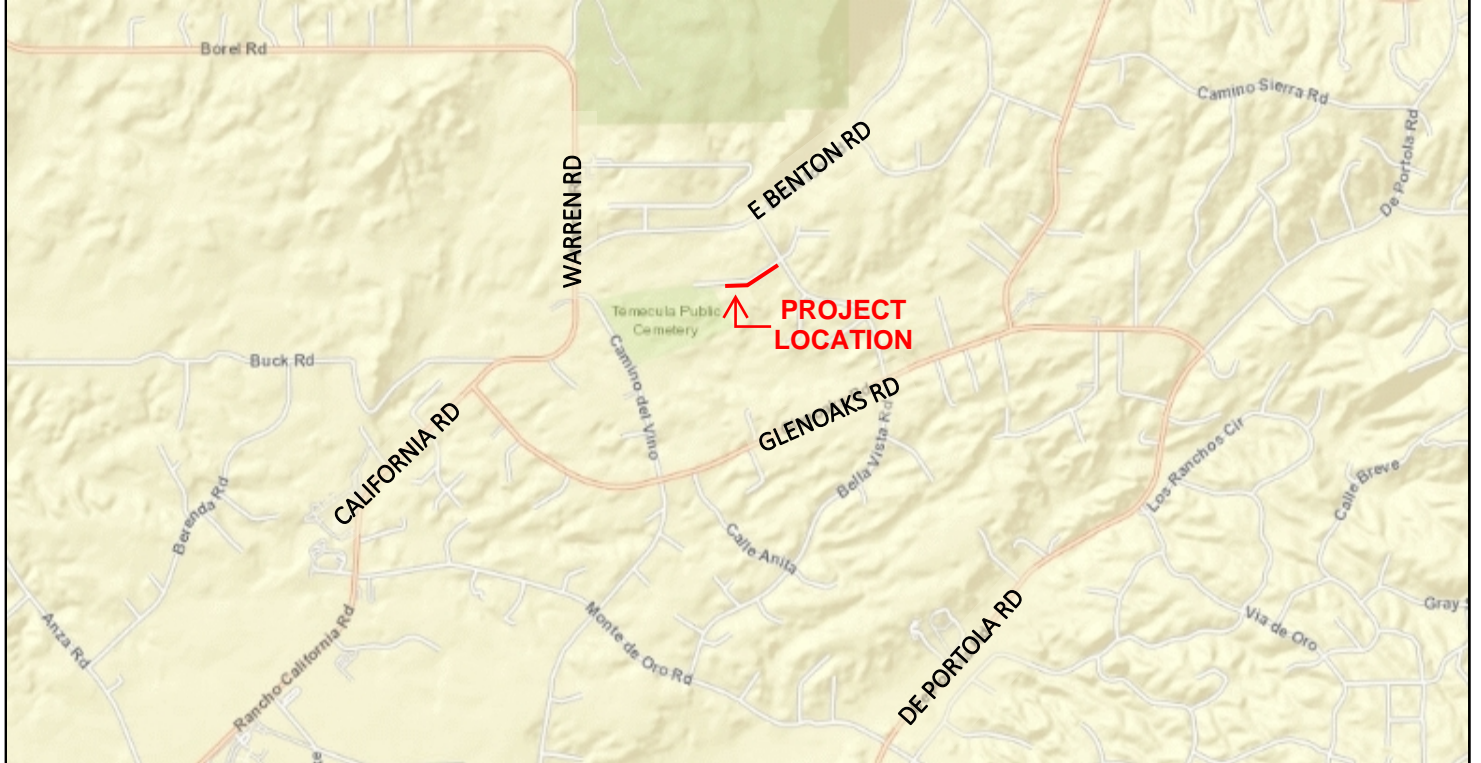 Borel Rd
Camino Sierra Rd
De Portola Rd
E BENTON RD
WARREN RD
Temecula Public
Cemetery
PROJECT
LOCATION
Buck Rd
Camino del Vino
GLENOAKS RD
CALIFORNIA RD
Bella Vista Rd
Los Ranchos Cir
Calle Breve
Berenda Rd
Calle Anita
Anza Rd
Monte de Oro Rd
Rancho California Rd
DE PORTOLA RD
Via de Oro
Gray